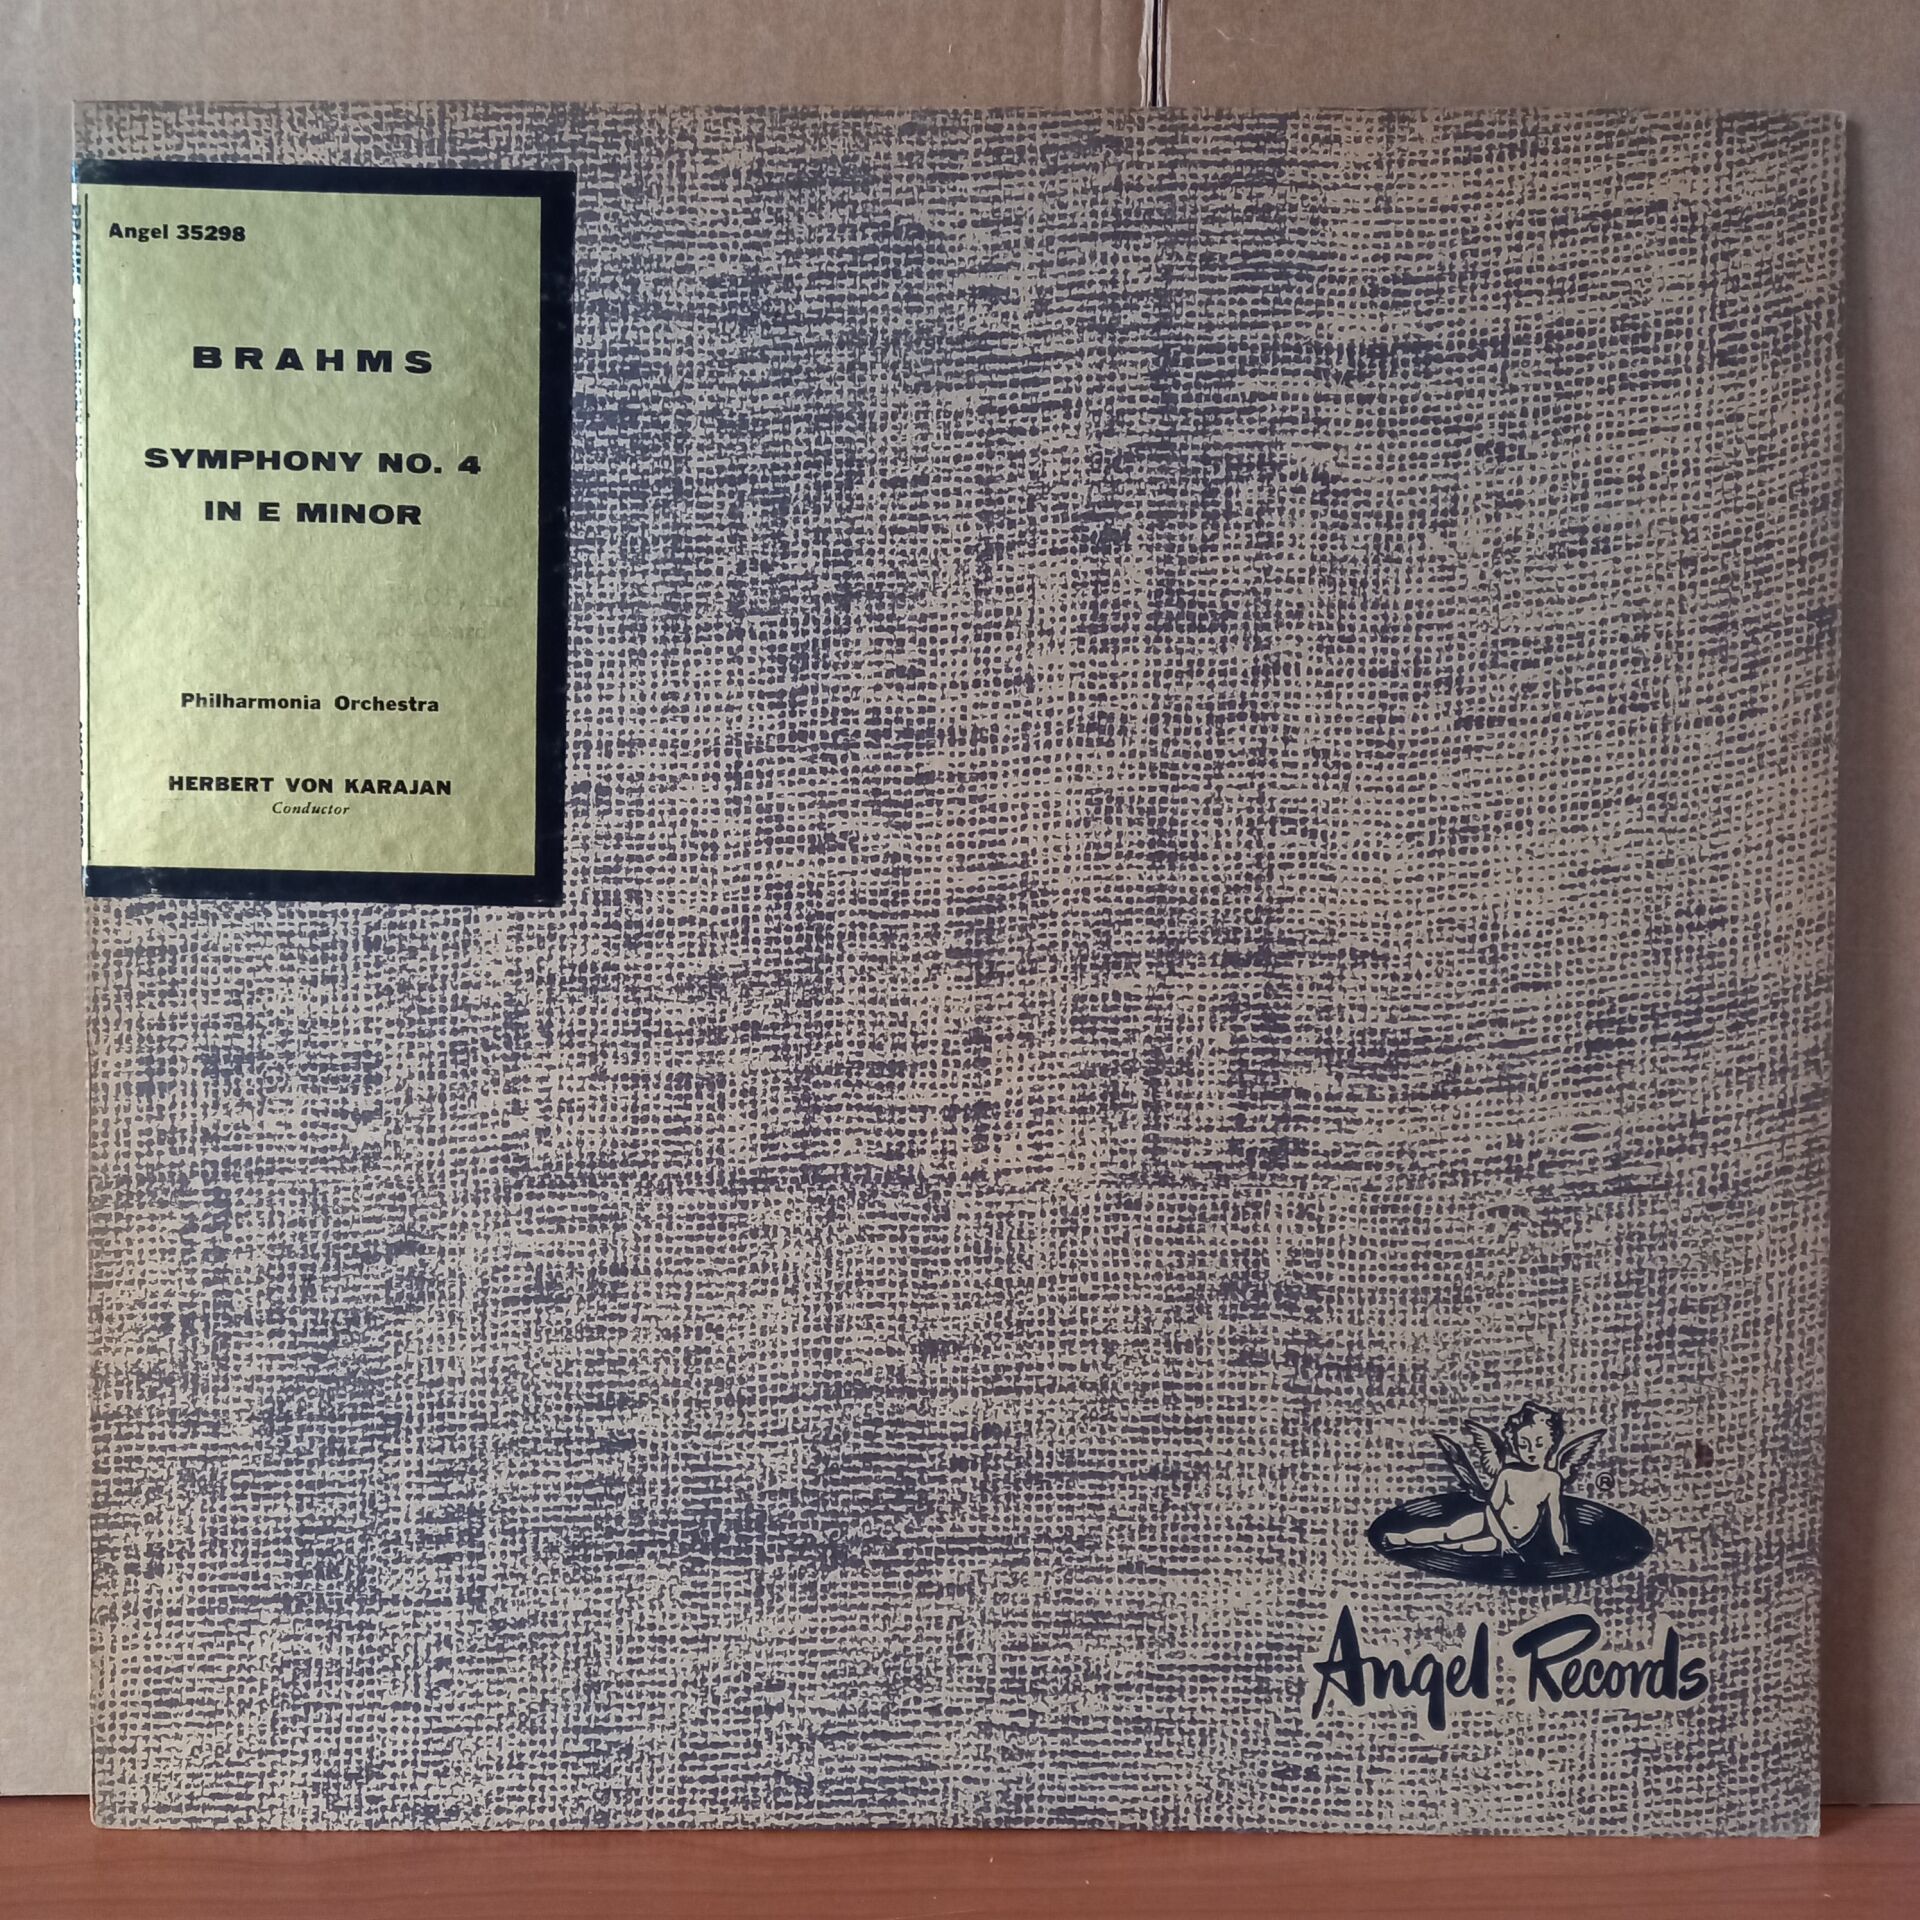 Angel 35298
BRAHMS
SYMPHONY NO. 4
IN E MINOR
Philharmonia Orchestra
HERBERT VON KARAJAN
Conductor
®
Angel Records